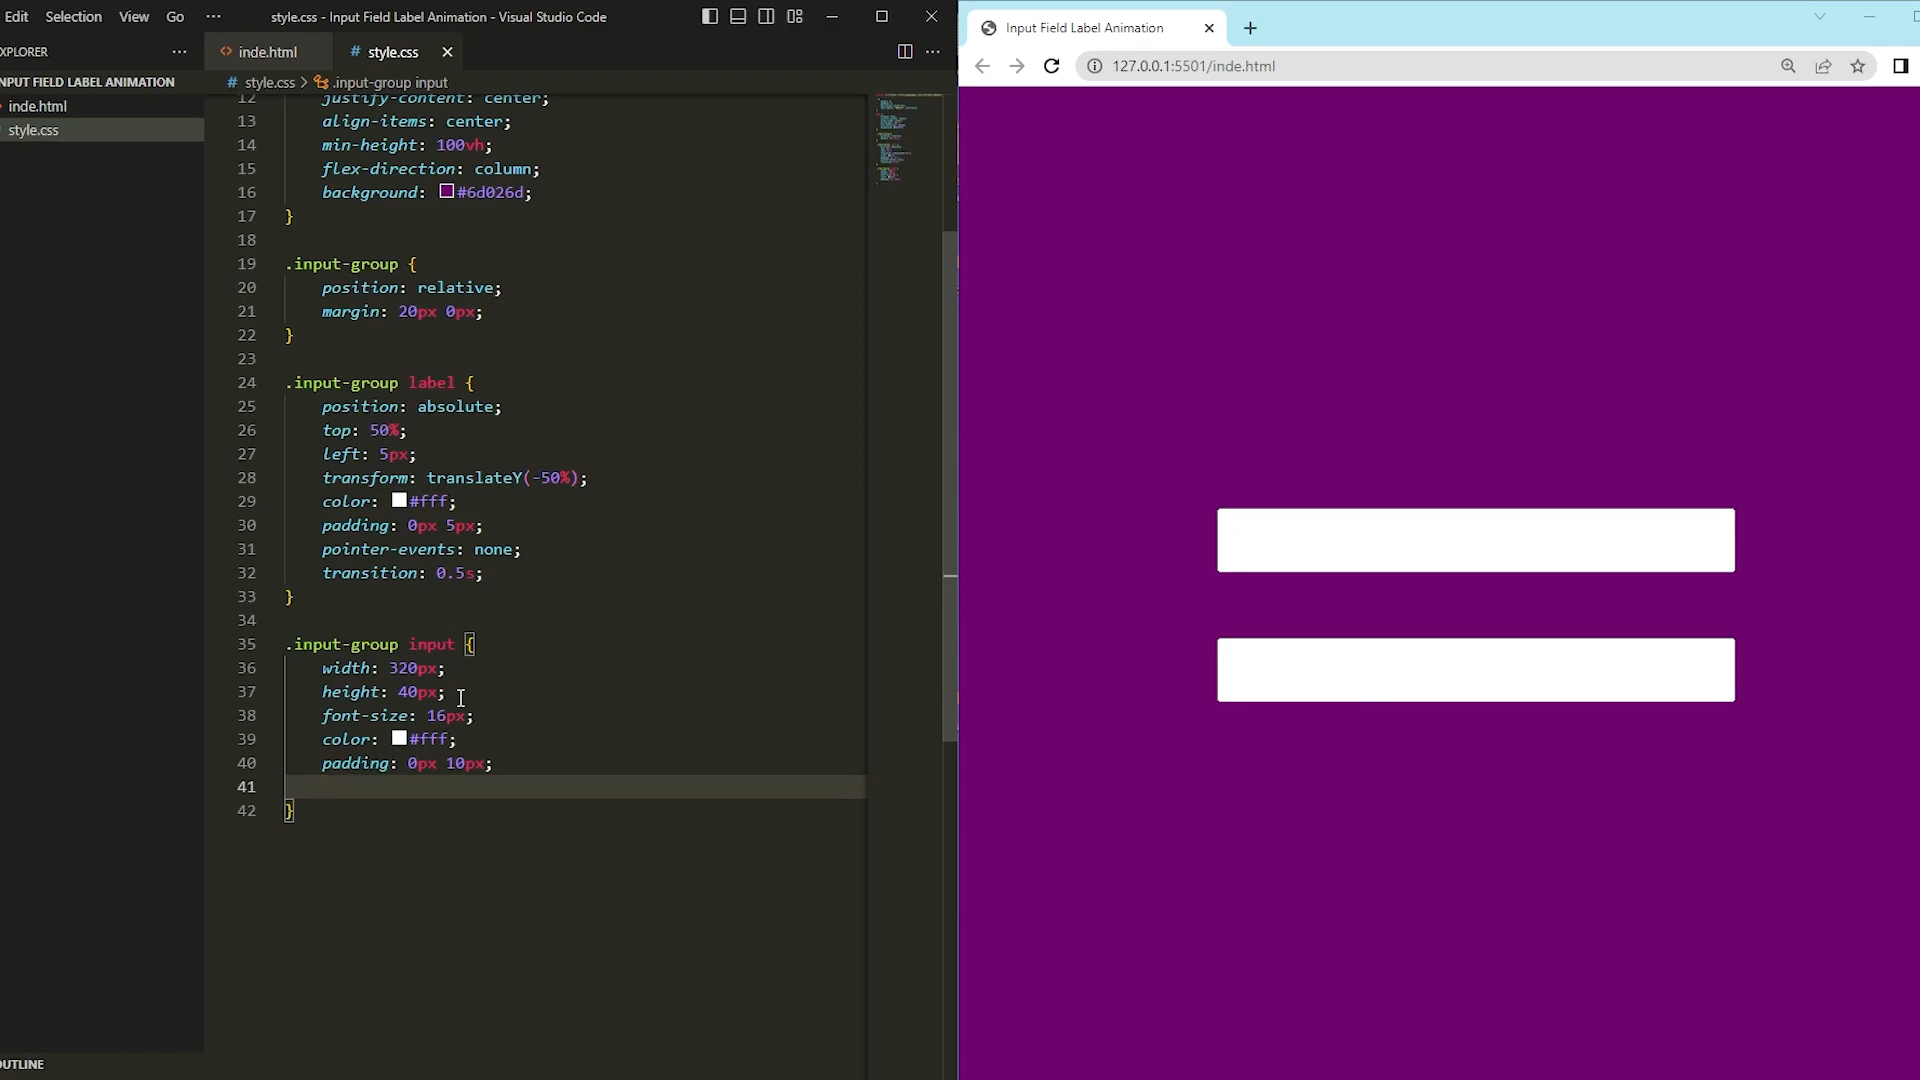 Edit Selection View Go ··· style.css - Input Field Label Animation - Visual Studio Code
XPLORER ··· <> inde.html # style.css ×
NPUT FIELD LABEL ANIMATION # style.css > .input-group input
inde.html
style.css
12 justify-content: center;
13 align-items: center;
14 min-height: 100vh;
15 flex-direction: column;
16 background: #6d026d;
17 }
18
19 .input-group {
20 position: relative;
21 margin: 20px 0px;
22 }
23
24 .input-group label {
25 position: absolute;
26 top: 50%;
27 left: 5px;
28 transform: translateY(-50%);
29 color: #fff;
30 padding: 0px 5px;
31 pointer-events: none;
32 transition: 0.5s;
33 }
34
35 .input-group input {
36 width: 320px;
37 height: 40px;
38 font-size: 16px;
39 color: #fff;
40 padding: 0px 10px;
41
42 }
OUTLINE
Input Field Label Animation
127.0.0.1:5501/inde.html